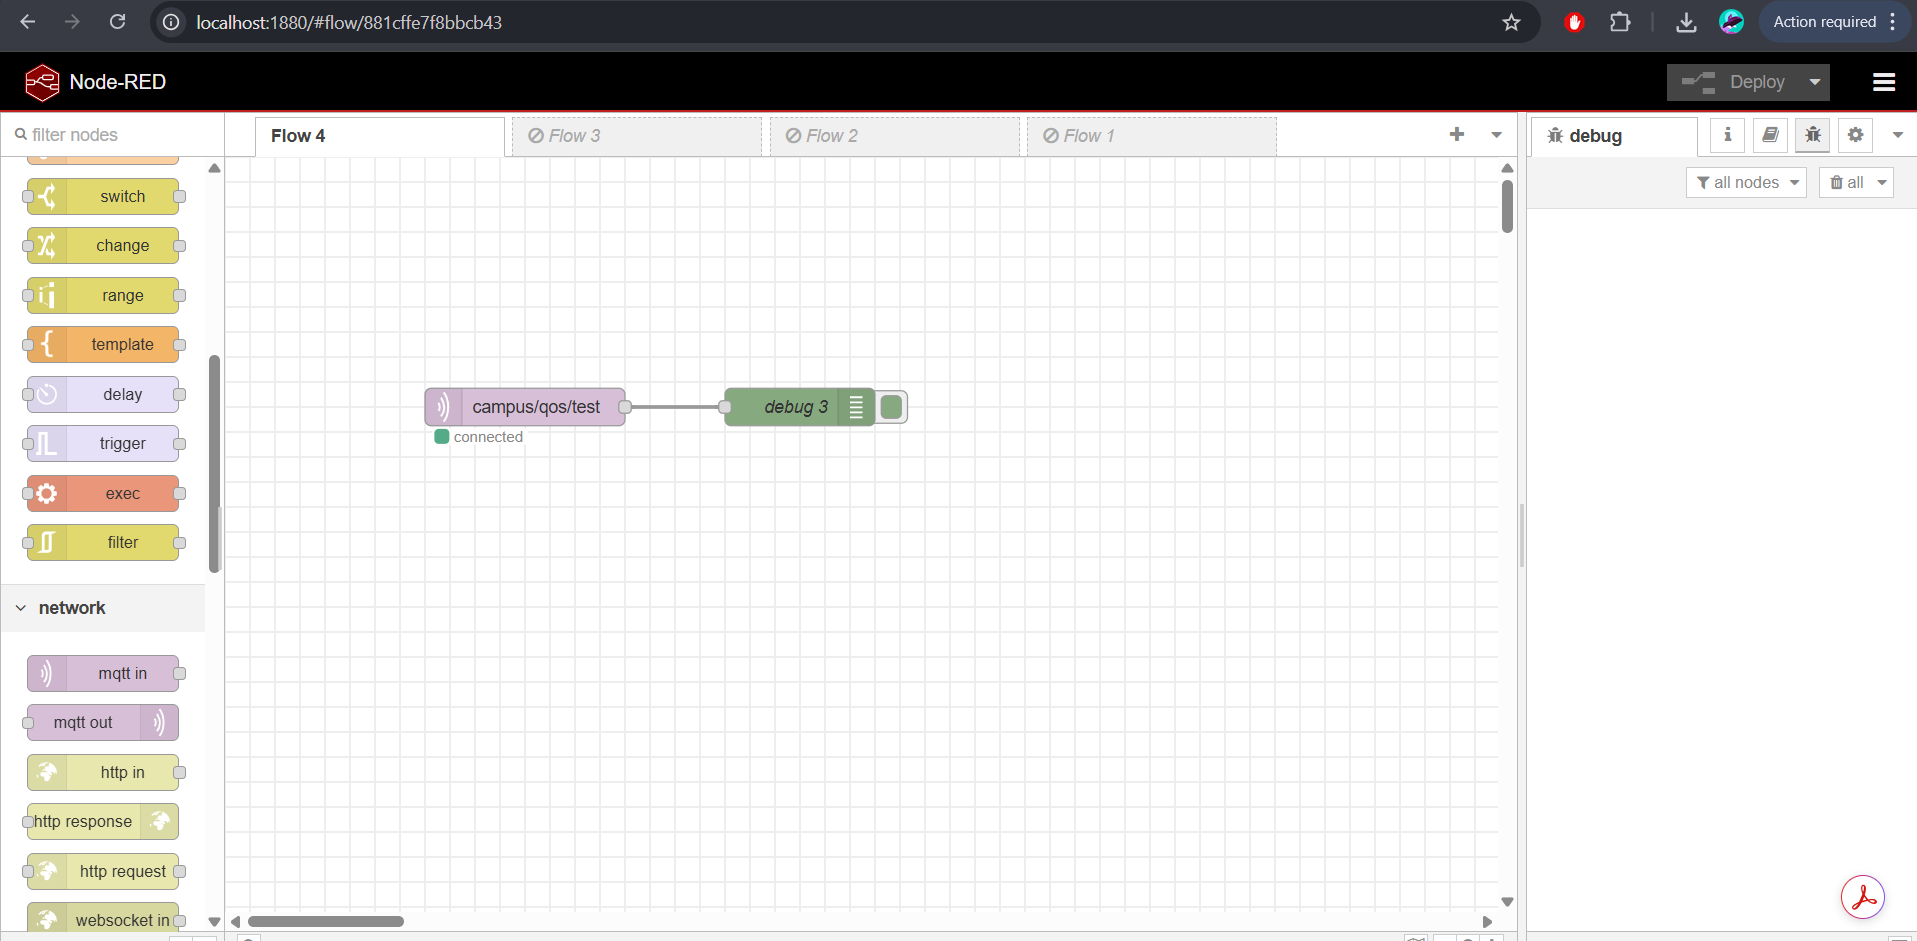 localhost:1880/#flow/881cffe7f8bbcb43
Action required
Node-RED
Deploy
filter nodes
Flow 4
Flow 3
Flow 2
Flow 1
debug
all nodes
all
switch
change
range
template
delay
trigger
exec
filter
network
mqtt in
mqtt out
http in
http response
http request
websocket in
campus/qos/test
connected
debug 3